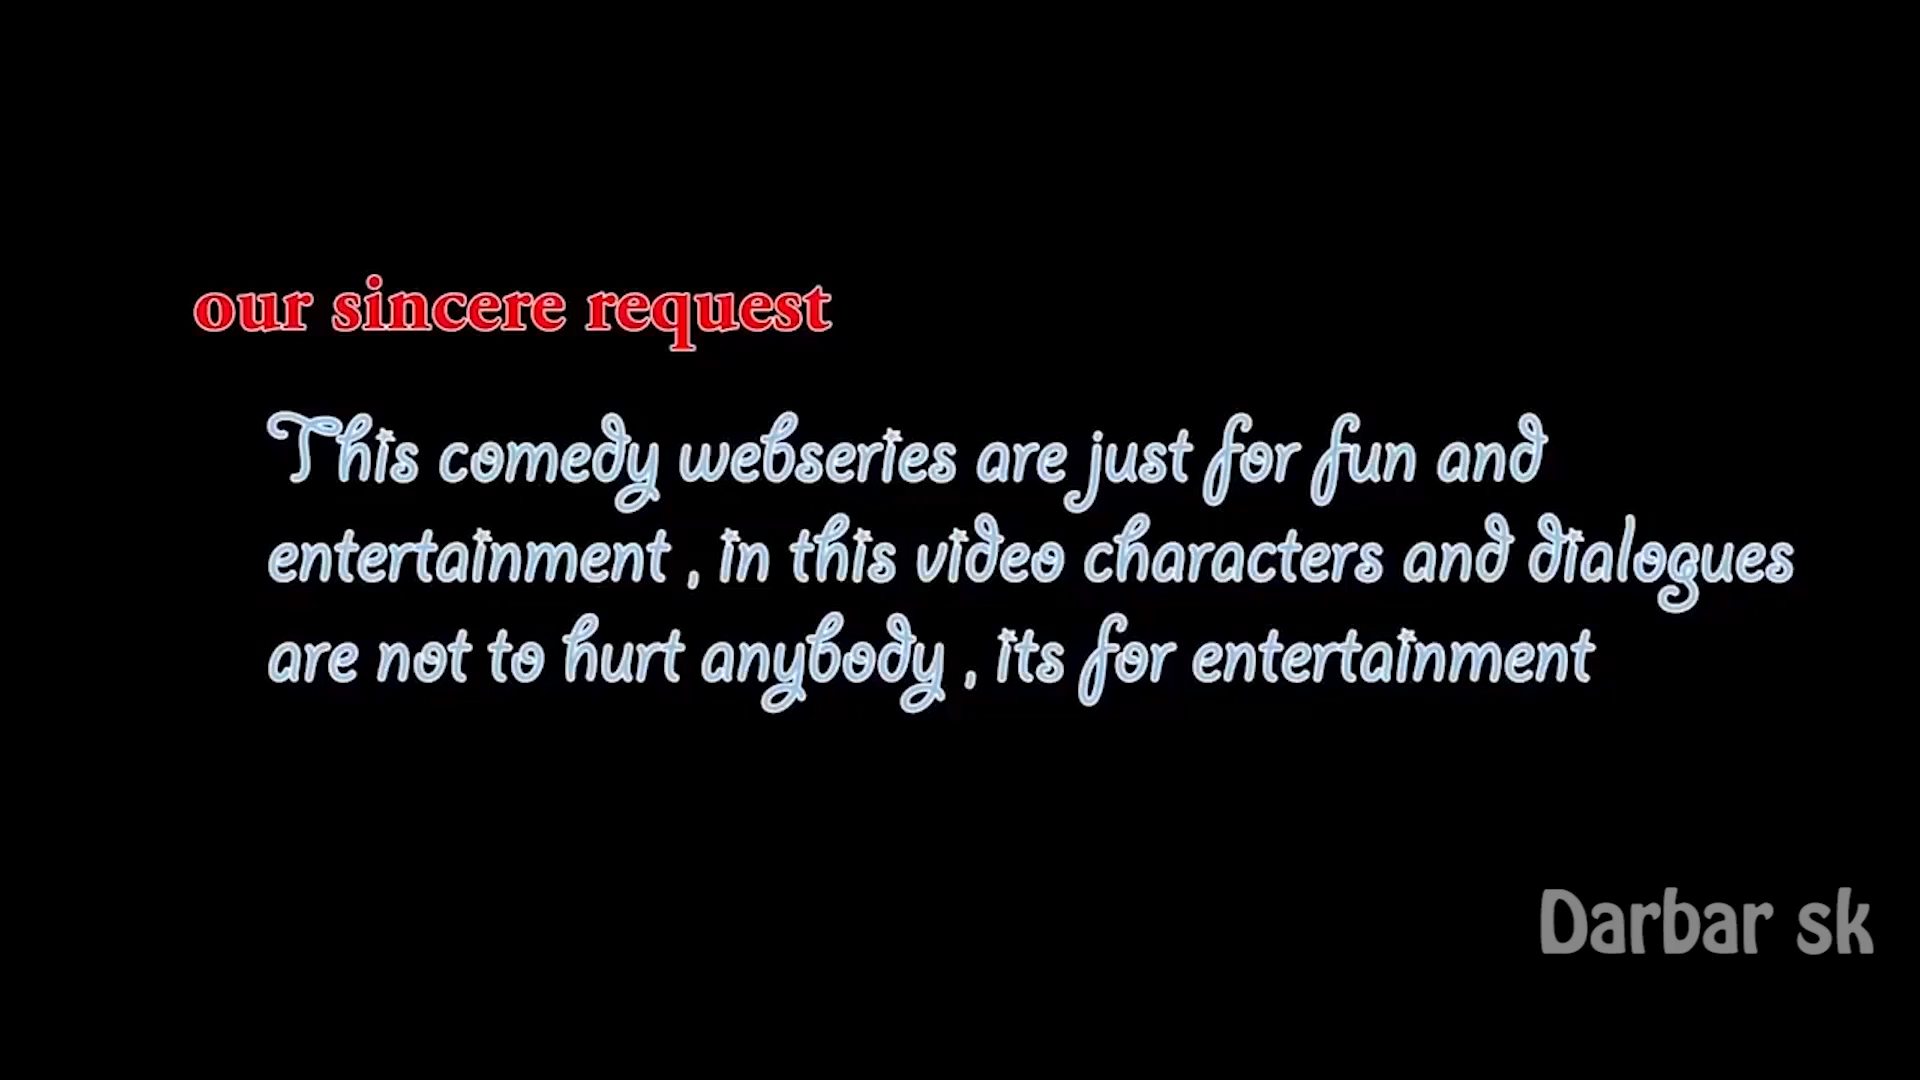 our sincere request
This comedy webseries are just for fun and
entertainment , in this video characters and dialogues
are not to hurt anybody , its for entertainment
Darbar sk